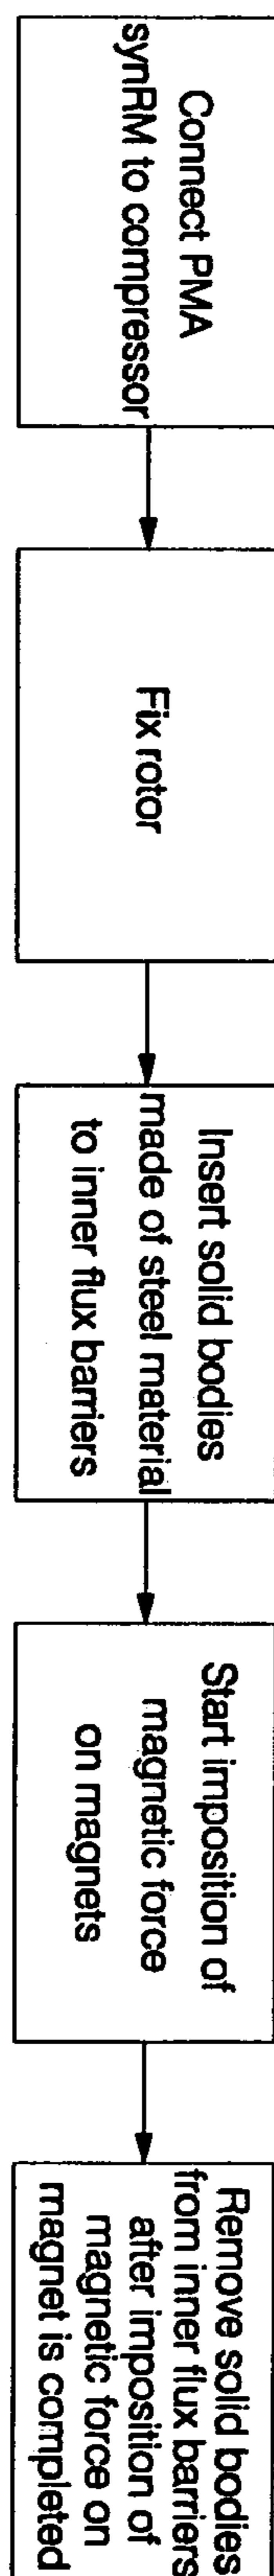 Connect PMA
synRM to compressor
Fix rotor
Insert solid bodies
made of steel material
to inner flux barriers
Start imposition of
magnetic force
on magnets
Remove solid bodies
from inner flux barriers
after imposition of
magnetic force on
magnet is completed